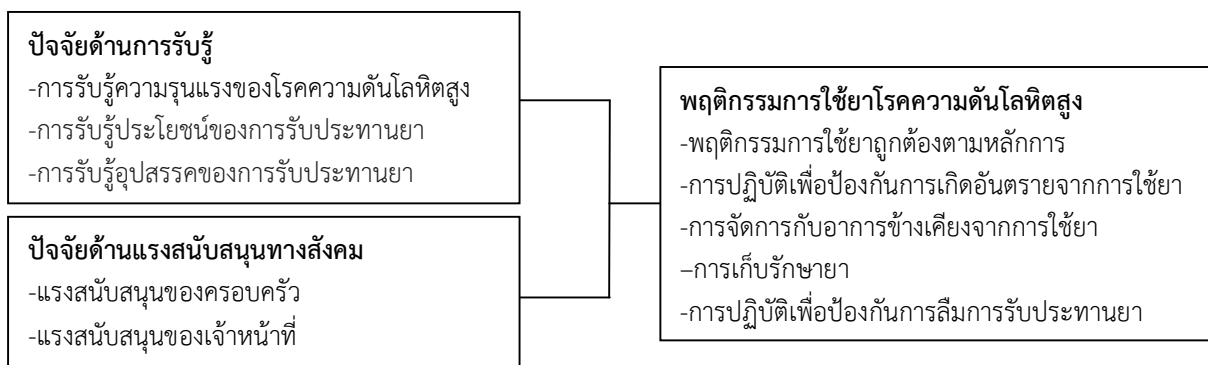 ปัจจัยด้านการรับรู้
-การรับรู้ความรุนแรงของโรคความดันโลหิตสูง
-การรับรู้ประโยชน์ของการรับประทานยา
-การรับรู้อุปสรรคของการรับประทานยา
ปัจจัยด้านแรงสนับสนุนทางสังคม
-แรงสนับสนุนของครอบครัว
-แรงสนับสนุนของเจ้าหน้าที่
พฤติกรรมการใช้ยาโรคความดันโลหิตสูง
-พฤติกรรมการใช้ยาถูกต้องตามหลักการ
-การปฏิบัติเพื่อป้องกันการเกิดอันตรายจากการใช้ยา
-การจัดการกับอาการข้างเคียงจากการใช้ยา
–การเก็บรักษายา
-การปฏิบัติเพื่อป้องกันการลืมการรับประทานยา